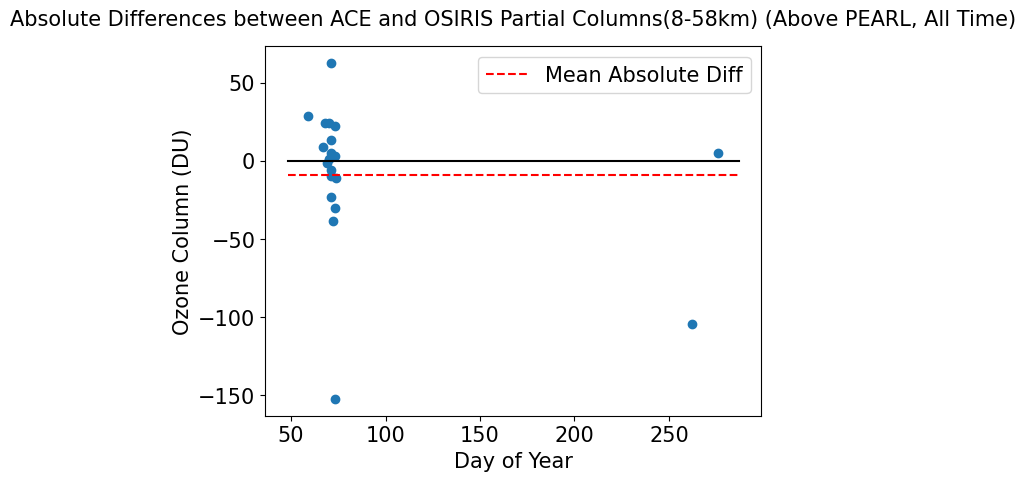 Absolute Differences between ACE and OSIRIS Partial Columns(8-58km) (Above PEARL, All Time)
Mean Absolute Diff
Ozone Column (DU)
50
0
−50
−100
−150
50 100 150 200 250
Day of Year